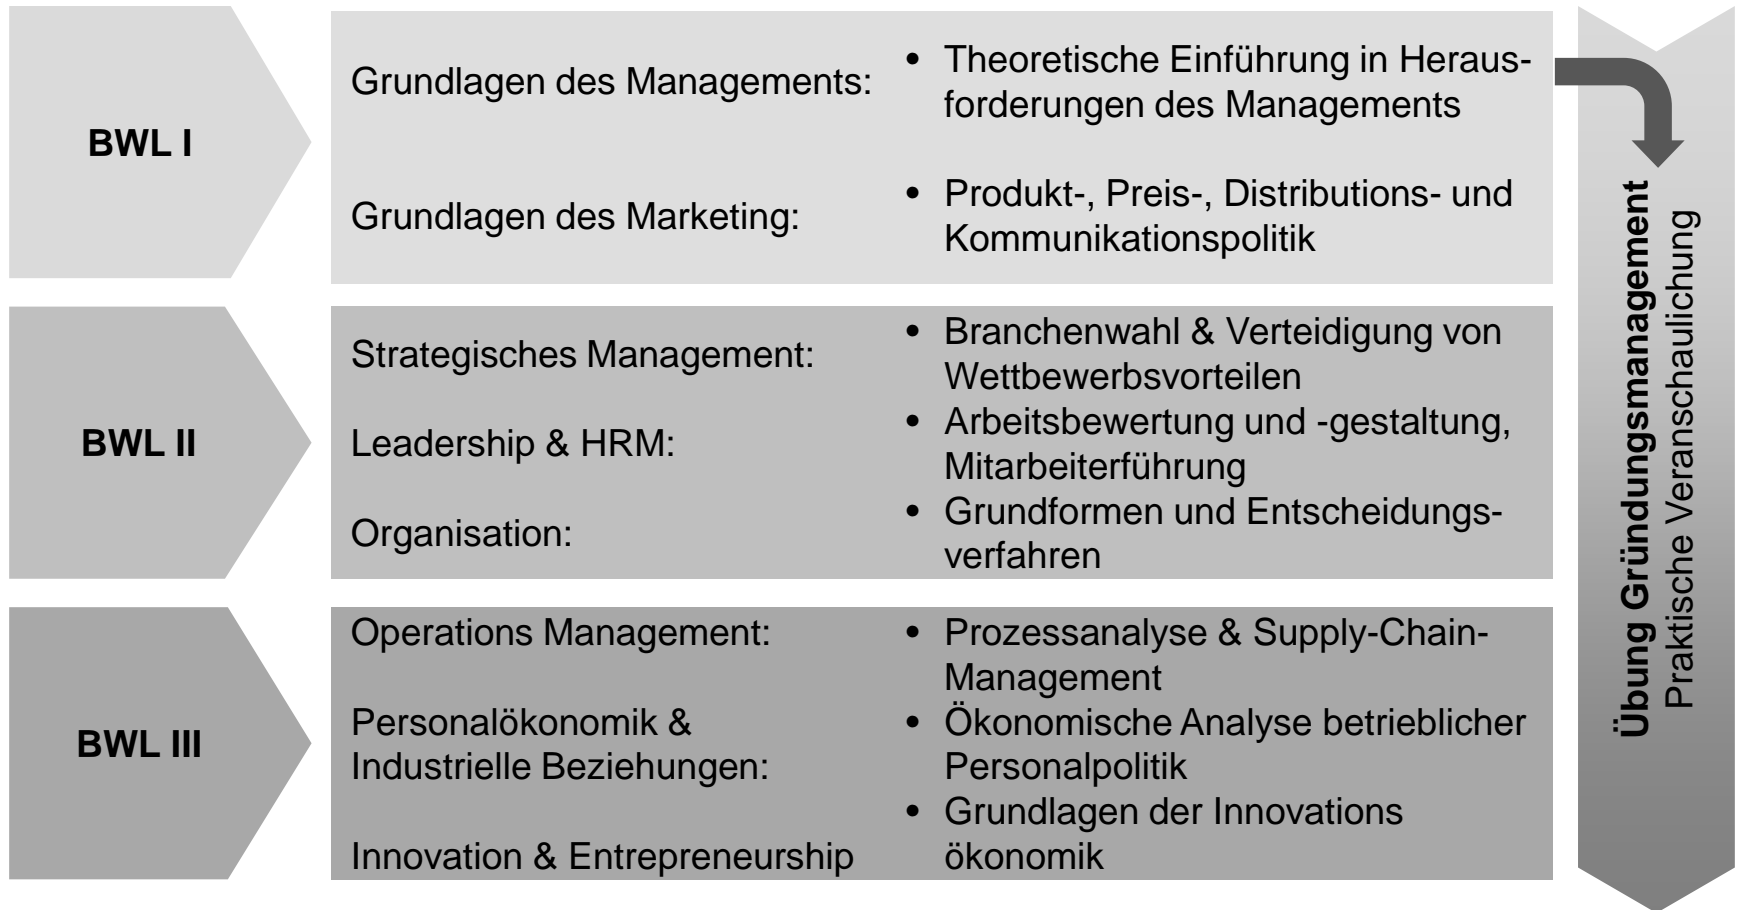 BWL I
Grundlagen des Managements:
• Theoretische Einführung in Heraus-
forderungen des Managements
Grundlagen des Marketing:
• Produkt-, Preis-, Distributions- und
Kommunikationspolitik
BWL II
Strategisches Management:
• Branchenwahl & Verteidigung von
Wettbewerbsvorteilen
Leadership & HRM:
• Arbeitsbewertung und -gestaltung,
Mitarbeiterführung
Organisation:
• Grundformen und Entscheidungs-
verfahren
BWL III
Operations Management:
• Prozessanalyse & Supply-Chain-
Management
Personalökonomik &
Industrielle Beziehungen:
• Ökonomische Analyse betrieblicher
Personalpolitik
Innovation & Entrepreneurship
• Grundlagen der Innovations
ökonomik
Übung Gründungsmanagement
Praktische Veranschaulichung